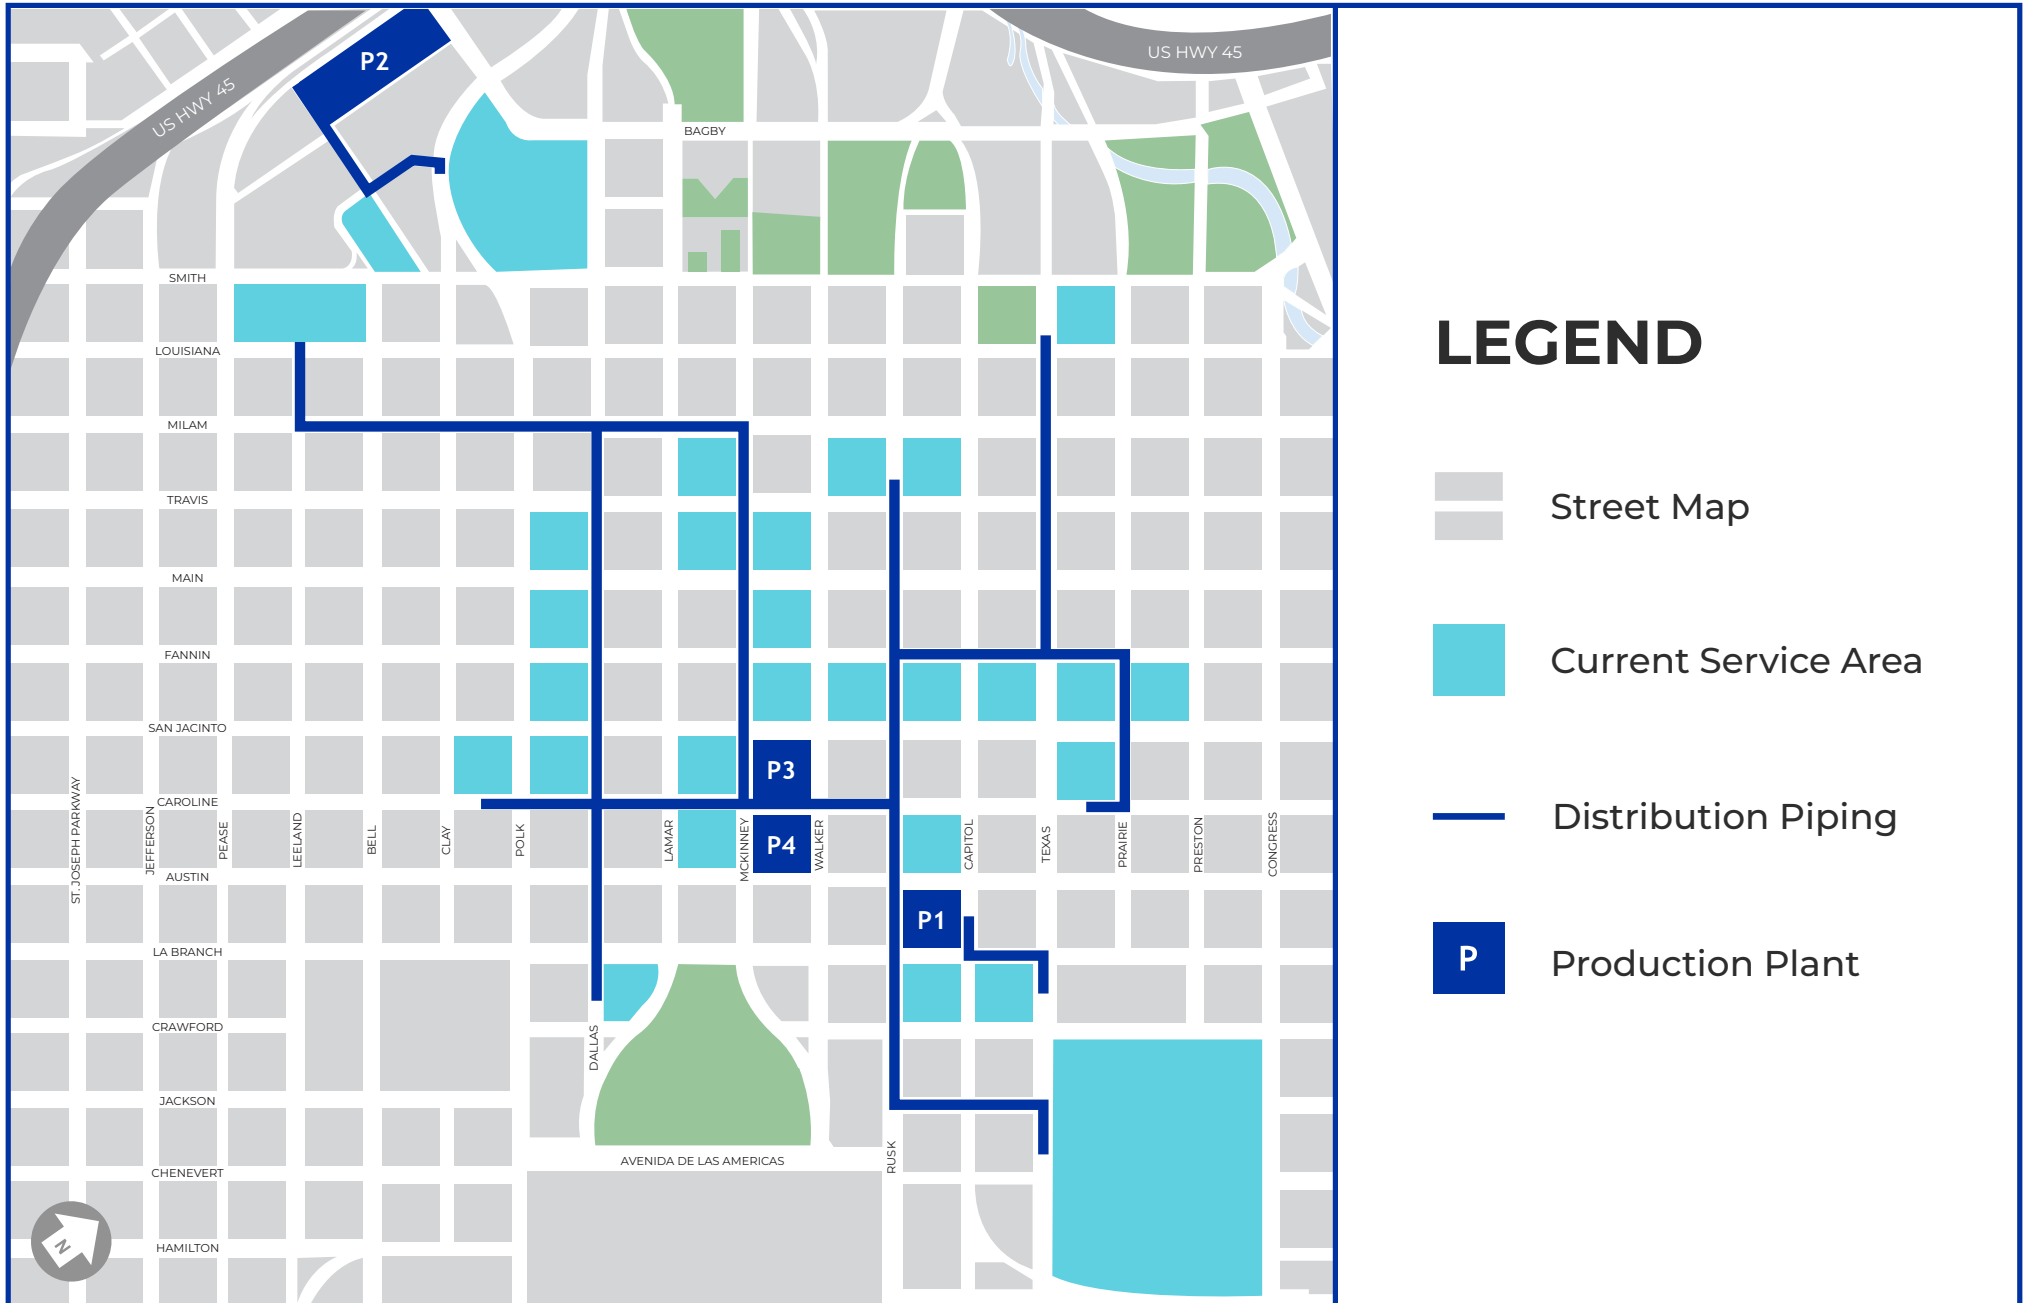 P2
US HWY 45
US HWY 45
BAGBY
SMITH
LOUISIANA
MILAM
TRAVIS
MAIN
FANNIN
SAN JACINTO
P3
CAROLINE
ST. JOSEPH PARKWAY
JEFFERSON
PEASE
LEELAND
BELL
CLAY
POLK
LAMAR
MCKINNEY
P4
WALKER
CAPITOL
TEXAS
PRAIRIE
PRESTON
CONGRESS
AUSTIN
P1
LA BRANCH
CRAWFORD
DALLAS
JACKSON
AVENIDA DE LAS AMERICAS
RUSK
CHENEVERT
N
HAMILTON
LEGEND
Street Map
Current Service Area
Distribution Piping
P
Production Plant